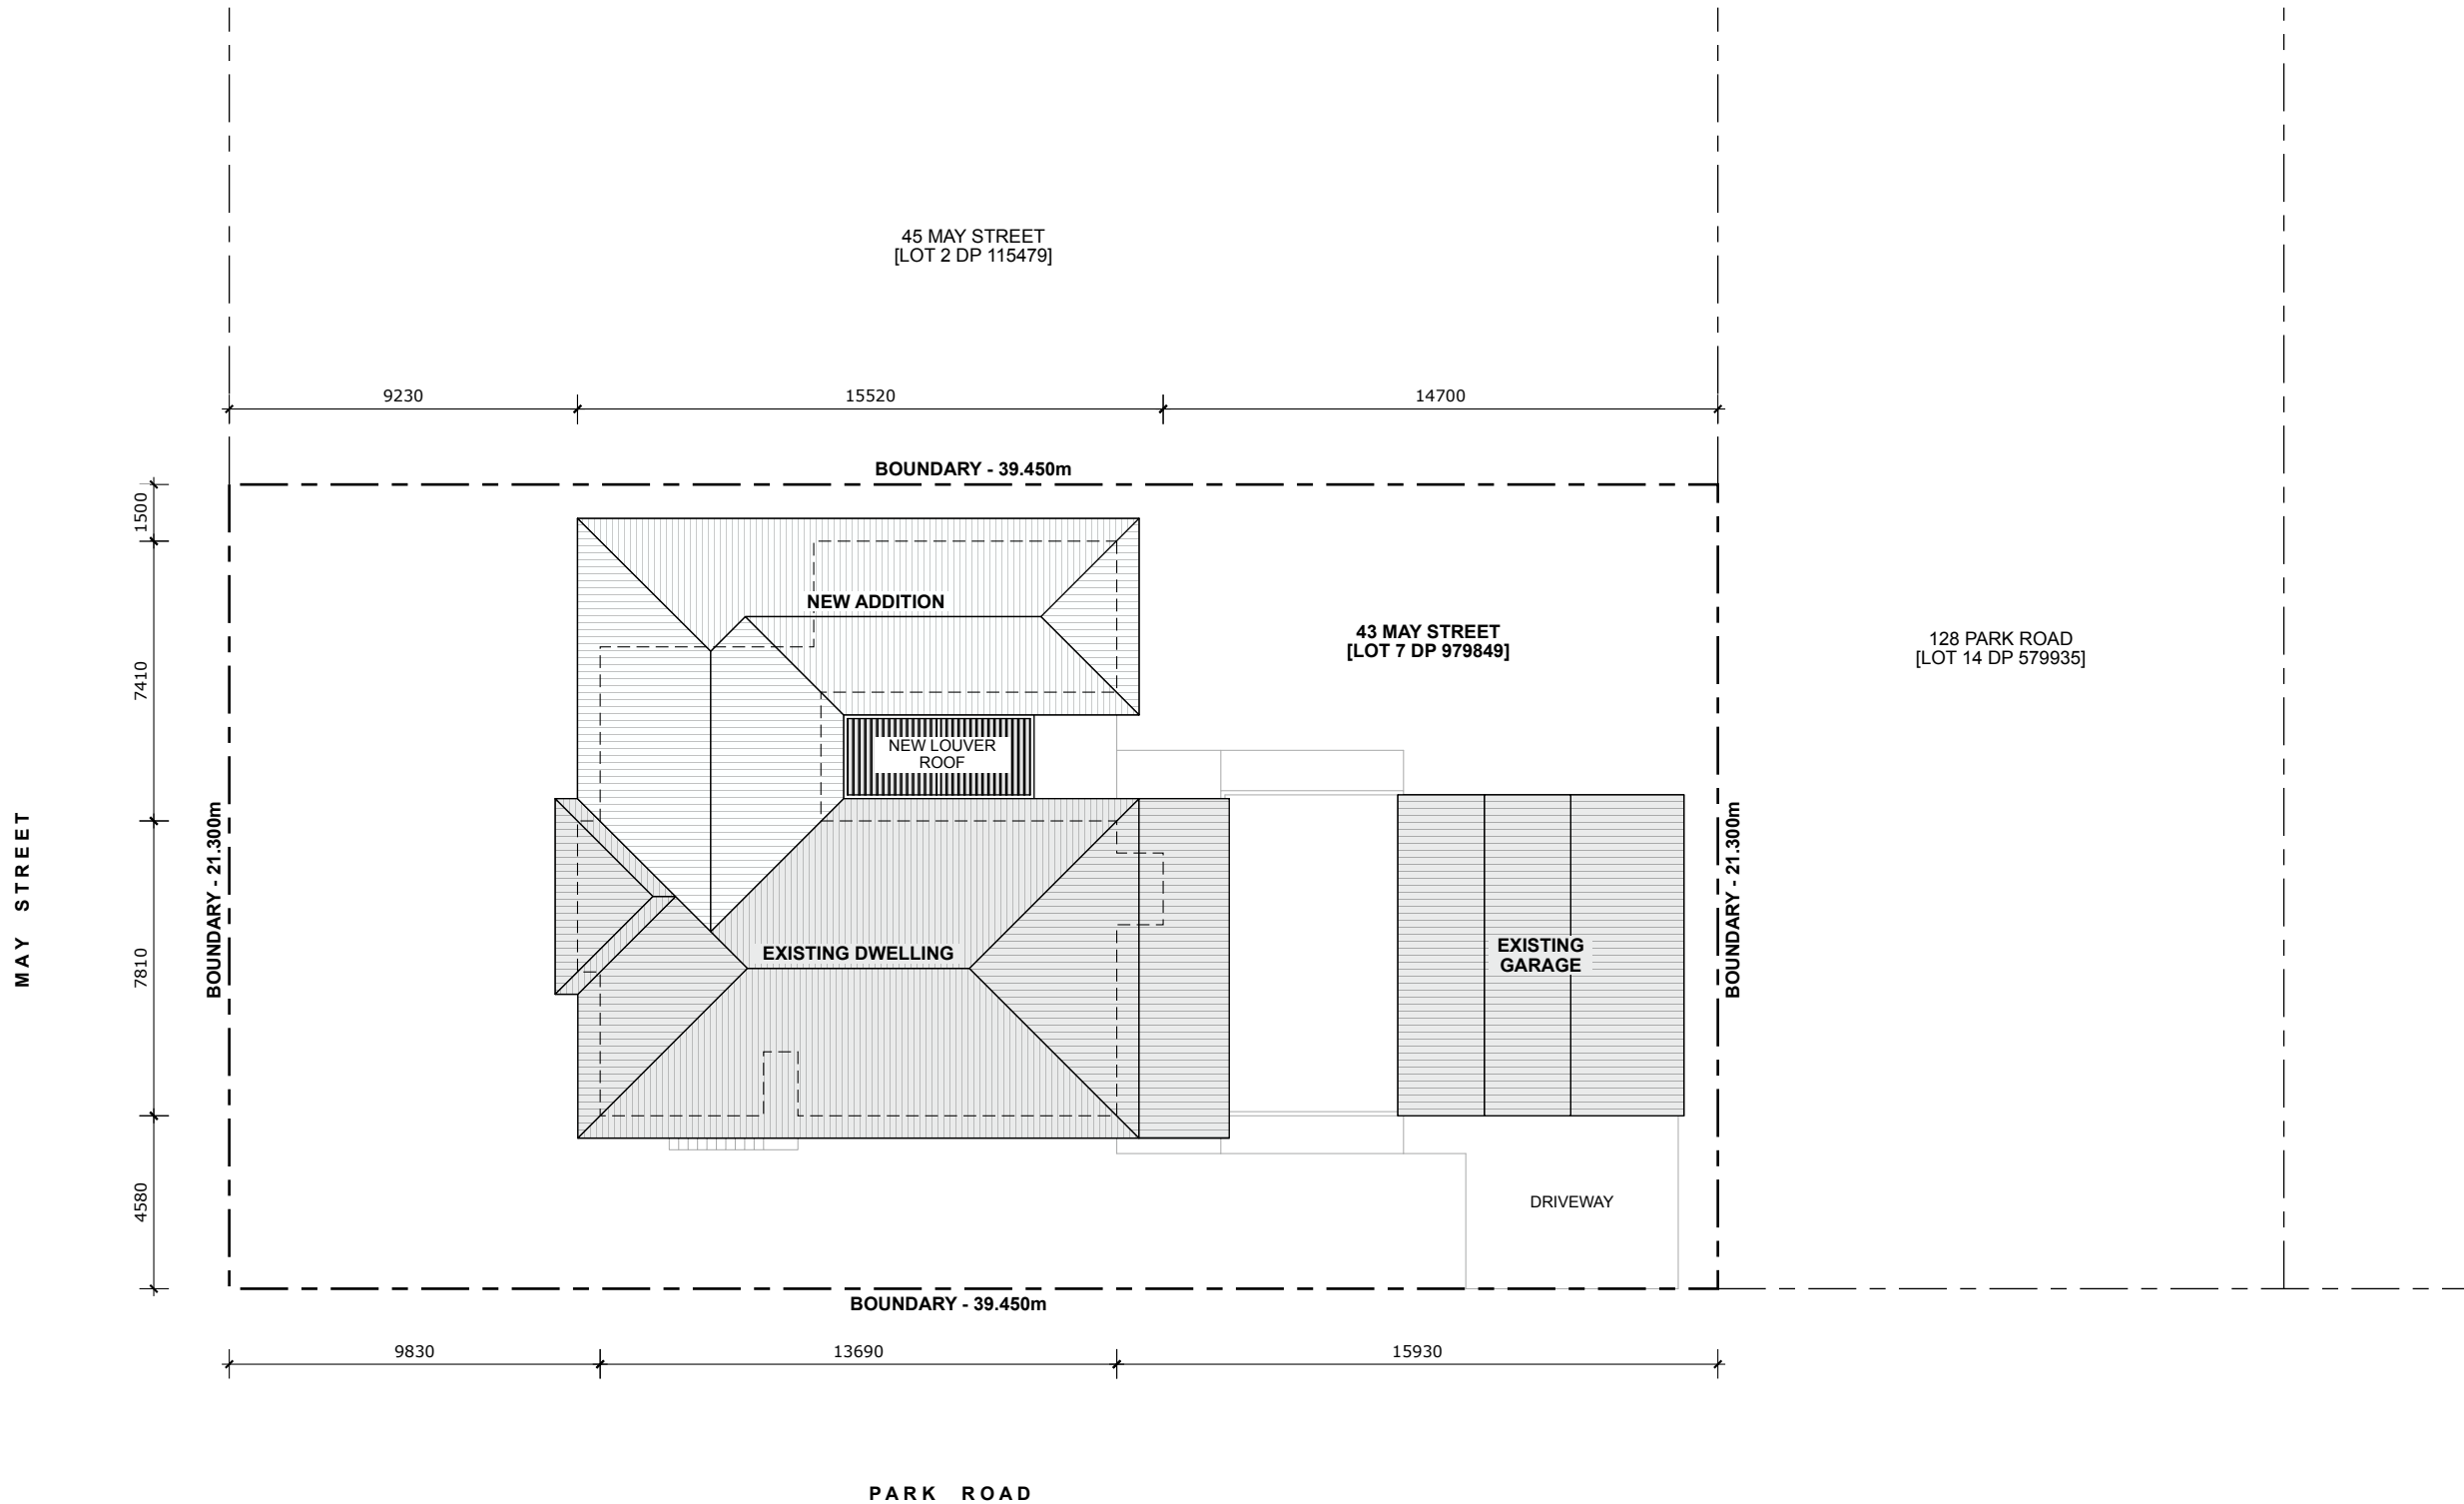 45 MAY STREET
[LOT 2 DP 115479]
9230
15520
14700
BOUNDARY - 39.450m
1500
7410
7810
4580
NEW ADDITION
43 MAY STREET
[LOT 7 DP 979849]
128 PARK ROAD
[LOT 14 DP 579935]
NEW LOUVER
ROOF
MAY STREET
BOUNDARY - 21.300m
BOUNDARY - 21.300m
EXISTING DWELLING
EXISTING
GARAGE
DRIVEWAY
BOUNDARY - 39.450m
9830
13690
15930
PARK ROAD